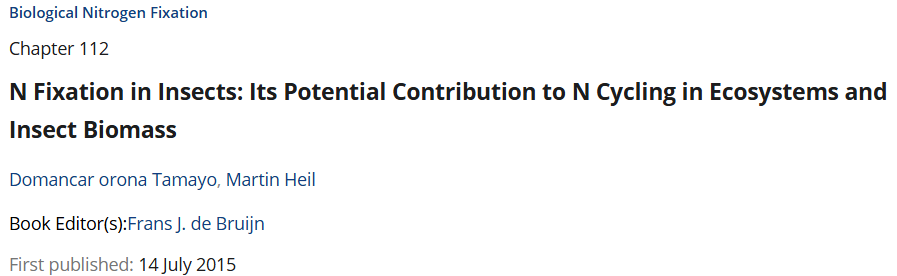 Biological Nitrogen Fixation
Chapter 112
N Fixation in Insects: Its Potential Contribution to N Cycling in Ecosystems and
Insect Biomass
Domancar orona Tamayo, Martin Heil
Book Editor(s):Frans J. de Bruijn
First published: 14 July 2015